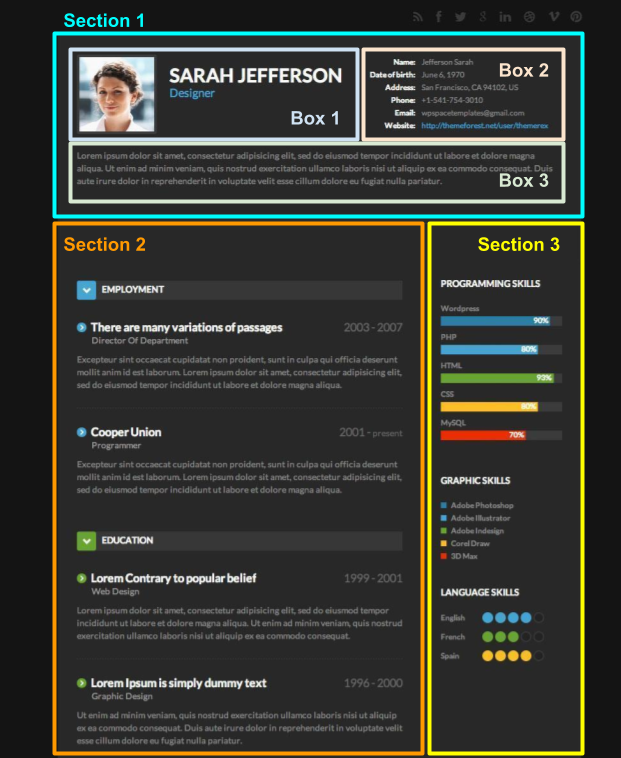 Section 1
SARAH JEFFERSON
Designer
Box 1
Name: Jefferson Sarah
Date of birth: June 6, 1970
Address: San Francisco, CA 94102, US
Phone: +1-541-754-3010
Email: wpspacetemplates@gmail.com
Website: http://themeforest.net/user/themerex
Box 2
Lorem ipsum dolor sit amet, consectetur adipisicing elit, sed do eiusmod tempor incididunt ut labore et dolore magna
aliqua. Ut enim ad minim veniam, quis nostrud exercitation ullamco laboris nisi ut aliquip ex ea commodo consequat. Duis
aute irure dolor in reprehenderit in voluptate velit esse cillum dolore eu fugiat nulla pariatur.
Box 3
Section 2
EMPLOYMENT
There are many variations of passages 2003 - 2007
Director Of Department
Excepteur sint occaecat cupidatat non proident, sunt in culpa qui officia deserunt
mollit anim id est laborum. Lorem ipsum dolor sit amet, consectetur adipisicing elit,
sed do eiusmod tempor incididunt ut labore et dolore magna aliqua.
Cooper Union 2001 - present
Programmer
Excepteur sint occaecat cupidatat non proident, sunt in culpa qui officia deserunt
mollit anim id est laborum. Lorem ipsum dolor sit amet, consectetur adipisicing elit,
sed do eiusmod tempor incididunt ut labore et dolore magna aliqua.
EDUCATION
Lorem Contrary to popular belief 1999 - 2001
Web Design
Lorem ipsum dolor sit amet, consectetur adipisicing elit, sed do eiusmod tempor
incididunt ut labore et dolore magna aliqua. Ut enim ad minim veniam, quis nostrud
exercitation ullamco laboris nisi ut aliquip ex ea commodo consequat.
Lorem Ipsum is simply dummy text 1996 - 2000
Graphic Design
Ut enim ad minim veniam, quis nostrud exercitation ullamco laboris nisi ut aliquip
ex ea commodo consequat. Duis aute irure dolor in reprehenderit in voluptate velit
esse cillum dolore eu fugiat nulla pariatur.
Section 3
PROGRAMMING SKILLS
Wordpress
90%
PHP
80%
HTML
93%
CSS
80%
MySQL
70%
GRAPHIC SKILLS
Adobe Photoshop
Adobe Illustrator
Adobe Indesign
Corel Draw
3D Max
LANGUAGE SKILLS
English
French
Spain